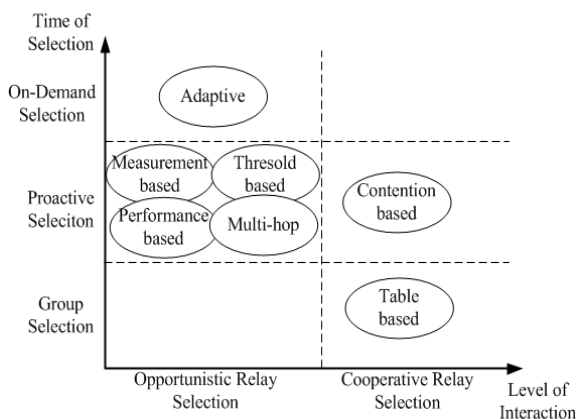 Time of
Selection
On-Demand
Selection
Adaptive
Measurement
based
Thresold
based
Proactive
Seleciton
Contention
based
Performance
based
Multi-hop
Group
Selection
Table
based
Opportunistic Relay
Selection
Cooperative Relay
Selection
Level of
Interaction